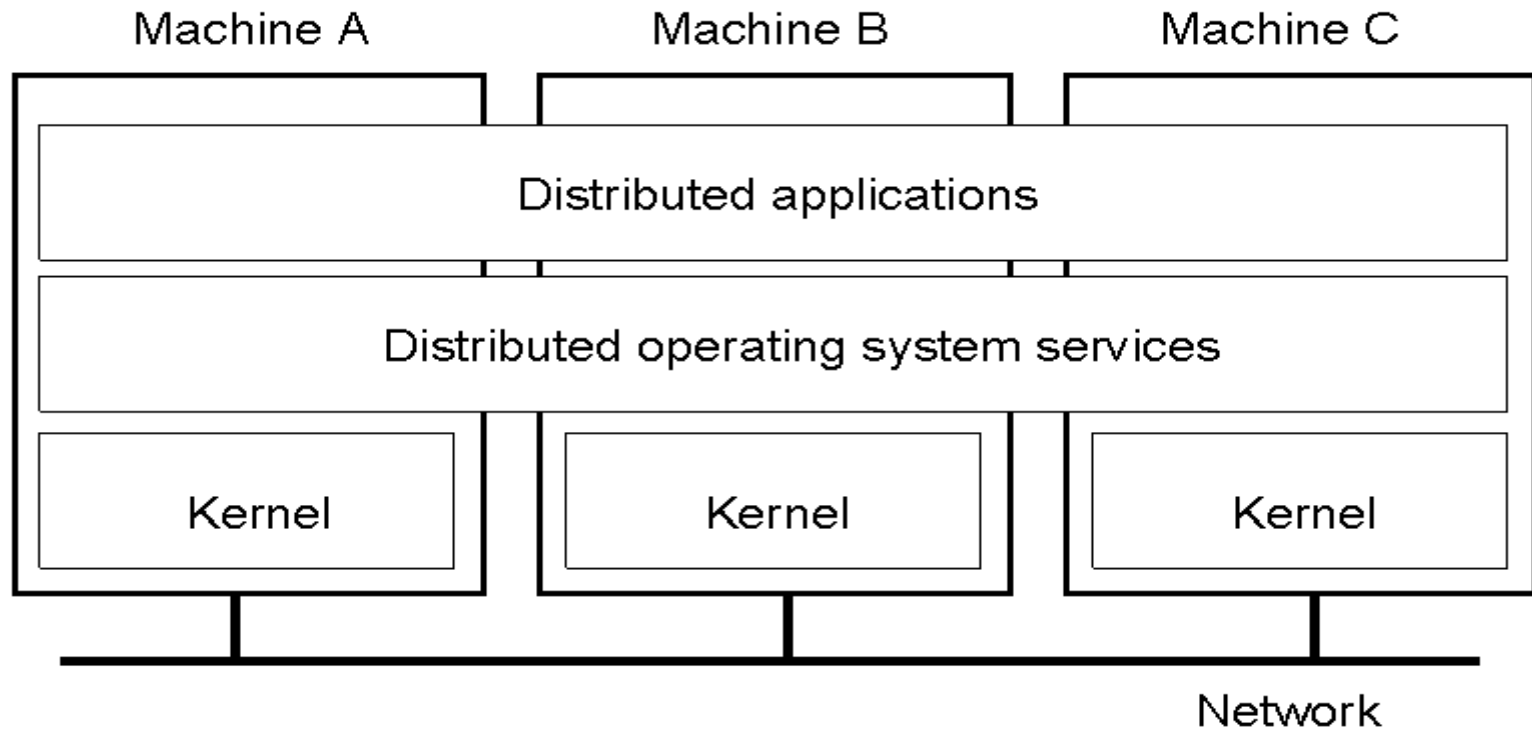 Machine A
Machine B
Machine C
Distributed applications
Distributed operating system services
Kernel
Kernel
Kernel
Network